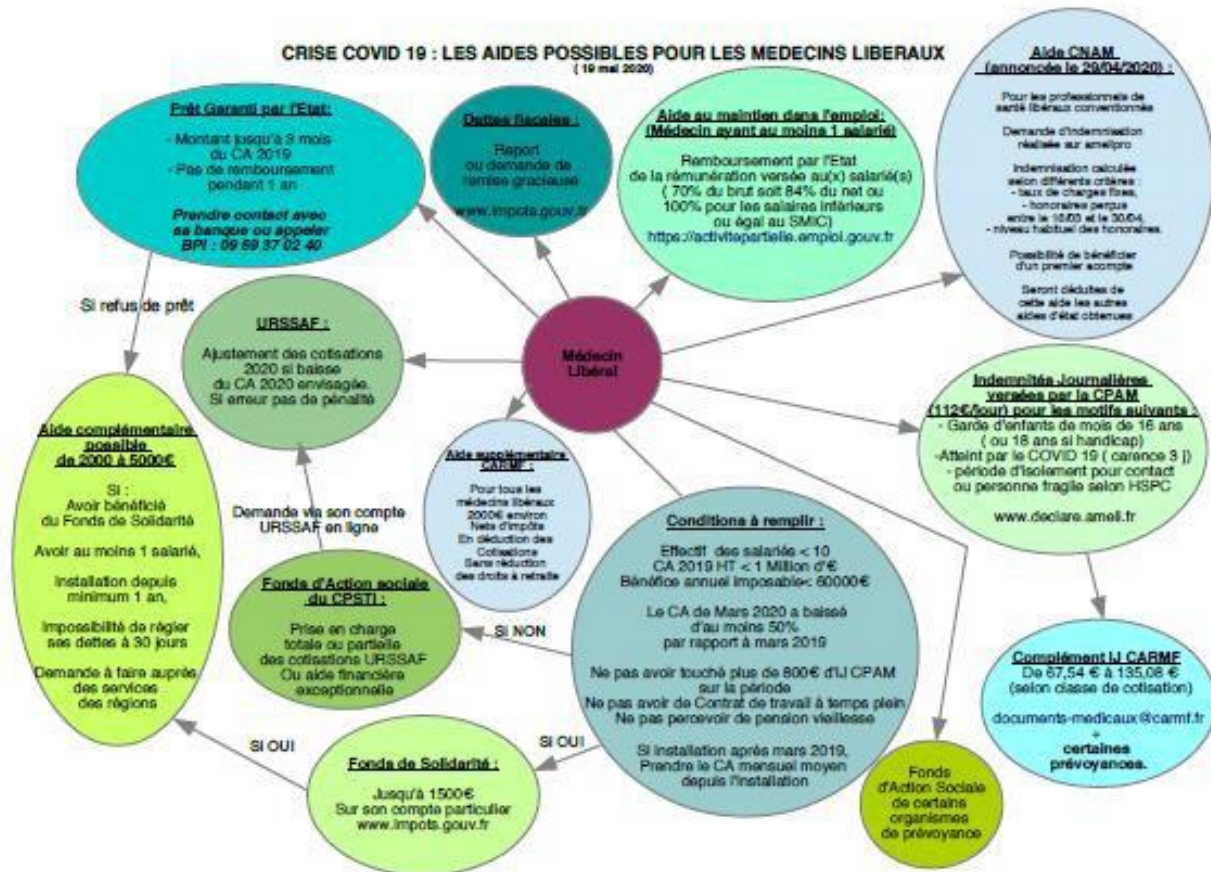 CRISE COVID 19 : LES AIDES POSSIBLES POUR LES MEDECINS LIBERAUX
( 19 mai 2020)
Prêt Garanti par l'Etat:
- Montant jusqu'à 3 mois
du CA 2019
- Pas de remboursement
pendant 1 an
Prendre contact avec
sa banque ou appeler
BPI : 09 69 37 02 40
Dettes fiscales :
Report
ou demande de
remise gracieuse
www.impots.gouv.fr
Aide au maintien dans l'emploi:
(Médecin ayant au moins 1 salarié)
Remboursement par l'Etat
de la rémunération versée au(x) salarié(s)
( 70% du brut soit 84% du net ou
100% pour les salaires inférieurs
ou égal au SMIC)
https://activitepartielle.emploi.gouv.fr
Aide CNAM
(annoncée le 29/04/2020) :
Pour les professionnels de
santé libéraux conventionnés
Demande d'indemnisation
réalisée sur amelipro
Indemnisation calculée
selon différents critères :
- taux de charges fixes,
- honoraires perçus
entre le 16/03 et le 30/04,
- niveau habituel des honoraires.
Possibilité de bénéficier
d'un premier acompte
Seront déduites de
cette aide les autres
aides d'état obtenues
Si refus de prêt
URSSAF :
Ajustement des cotisations
2020 si baisse
du CA 2020 envisagée.
Si erreur pas de pénalité
Médecin
Libéral
Indemnités Journalières
versées par la CPAM
(112€/jour) pour les motifs suivants :
- Garde d'enfants de mois de 16 ans
( ou 18 ans si handicap)
-Atteint par le COVID 19 ( carence 3 j)
- période d'isolement pour contact
ou personne fragile selon HSPC
www.declare.ameli.fr
Aide complémentaire
possible
de 2000 à 5000€
Si :
Avoir bénéficié
du Fonds de Solidarité
Avoir au moins 1 salarié,
Installation depuis
minimum 1 an,
Impossibilité de régler
ses dettes à 30 jours
Demande à faire auprès
des services
des régions
Aide supplémentaire
CARMF :
Pour tous les
médecins libéraux
2000€ environ
Nets d'impôts
En déduction des
Cotisations
Sans réduction
des droits à retraite
Demande via son compte
URSSAF en ligne
Conditions à remplir :
Effectif des salariés < 10
CA 2019 HT < 1 Million d'€
Bénéfice annuel imposable< 60000€
Le CA de Mars 2020 a baissé
d'au moins 50%
par rapport à mars 2019
Ne pas avoir touché plus de 800€ d'IJ CPAM
sur la période
Ne pas avoir de Contrat de travail à temps plein
Ne pas percevoir de pension vieillesse
Si installation après mars 2019,
Prendre le CA mensuel moyen
depuis l'installation
Fonds d'Action sociale
du CPSTI :
Prise en charge
totale ou partielle
des cotisations URSSAF
Ou aide financière
exceptionnelle
SI NON
Complément IJ CARMF
De 67,54 € à 135,08 €
(selon classe de cotisation)
documents-medicaux@carmf.fr
+
certaines
prévoyances.
SI OUI
SI OUI
Fonds de Solidarité :
Jusqu'à 1500€
Sur son compte particulier
www.impots.gouv.fr
Fonds
d'Action Sociale
de certains
organismes
de prévoyance